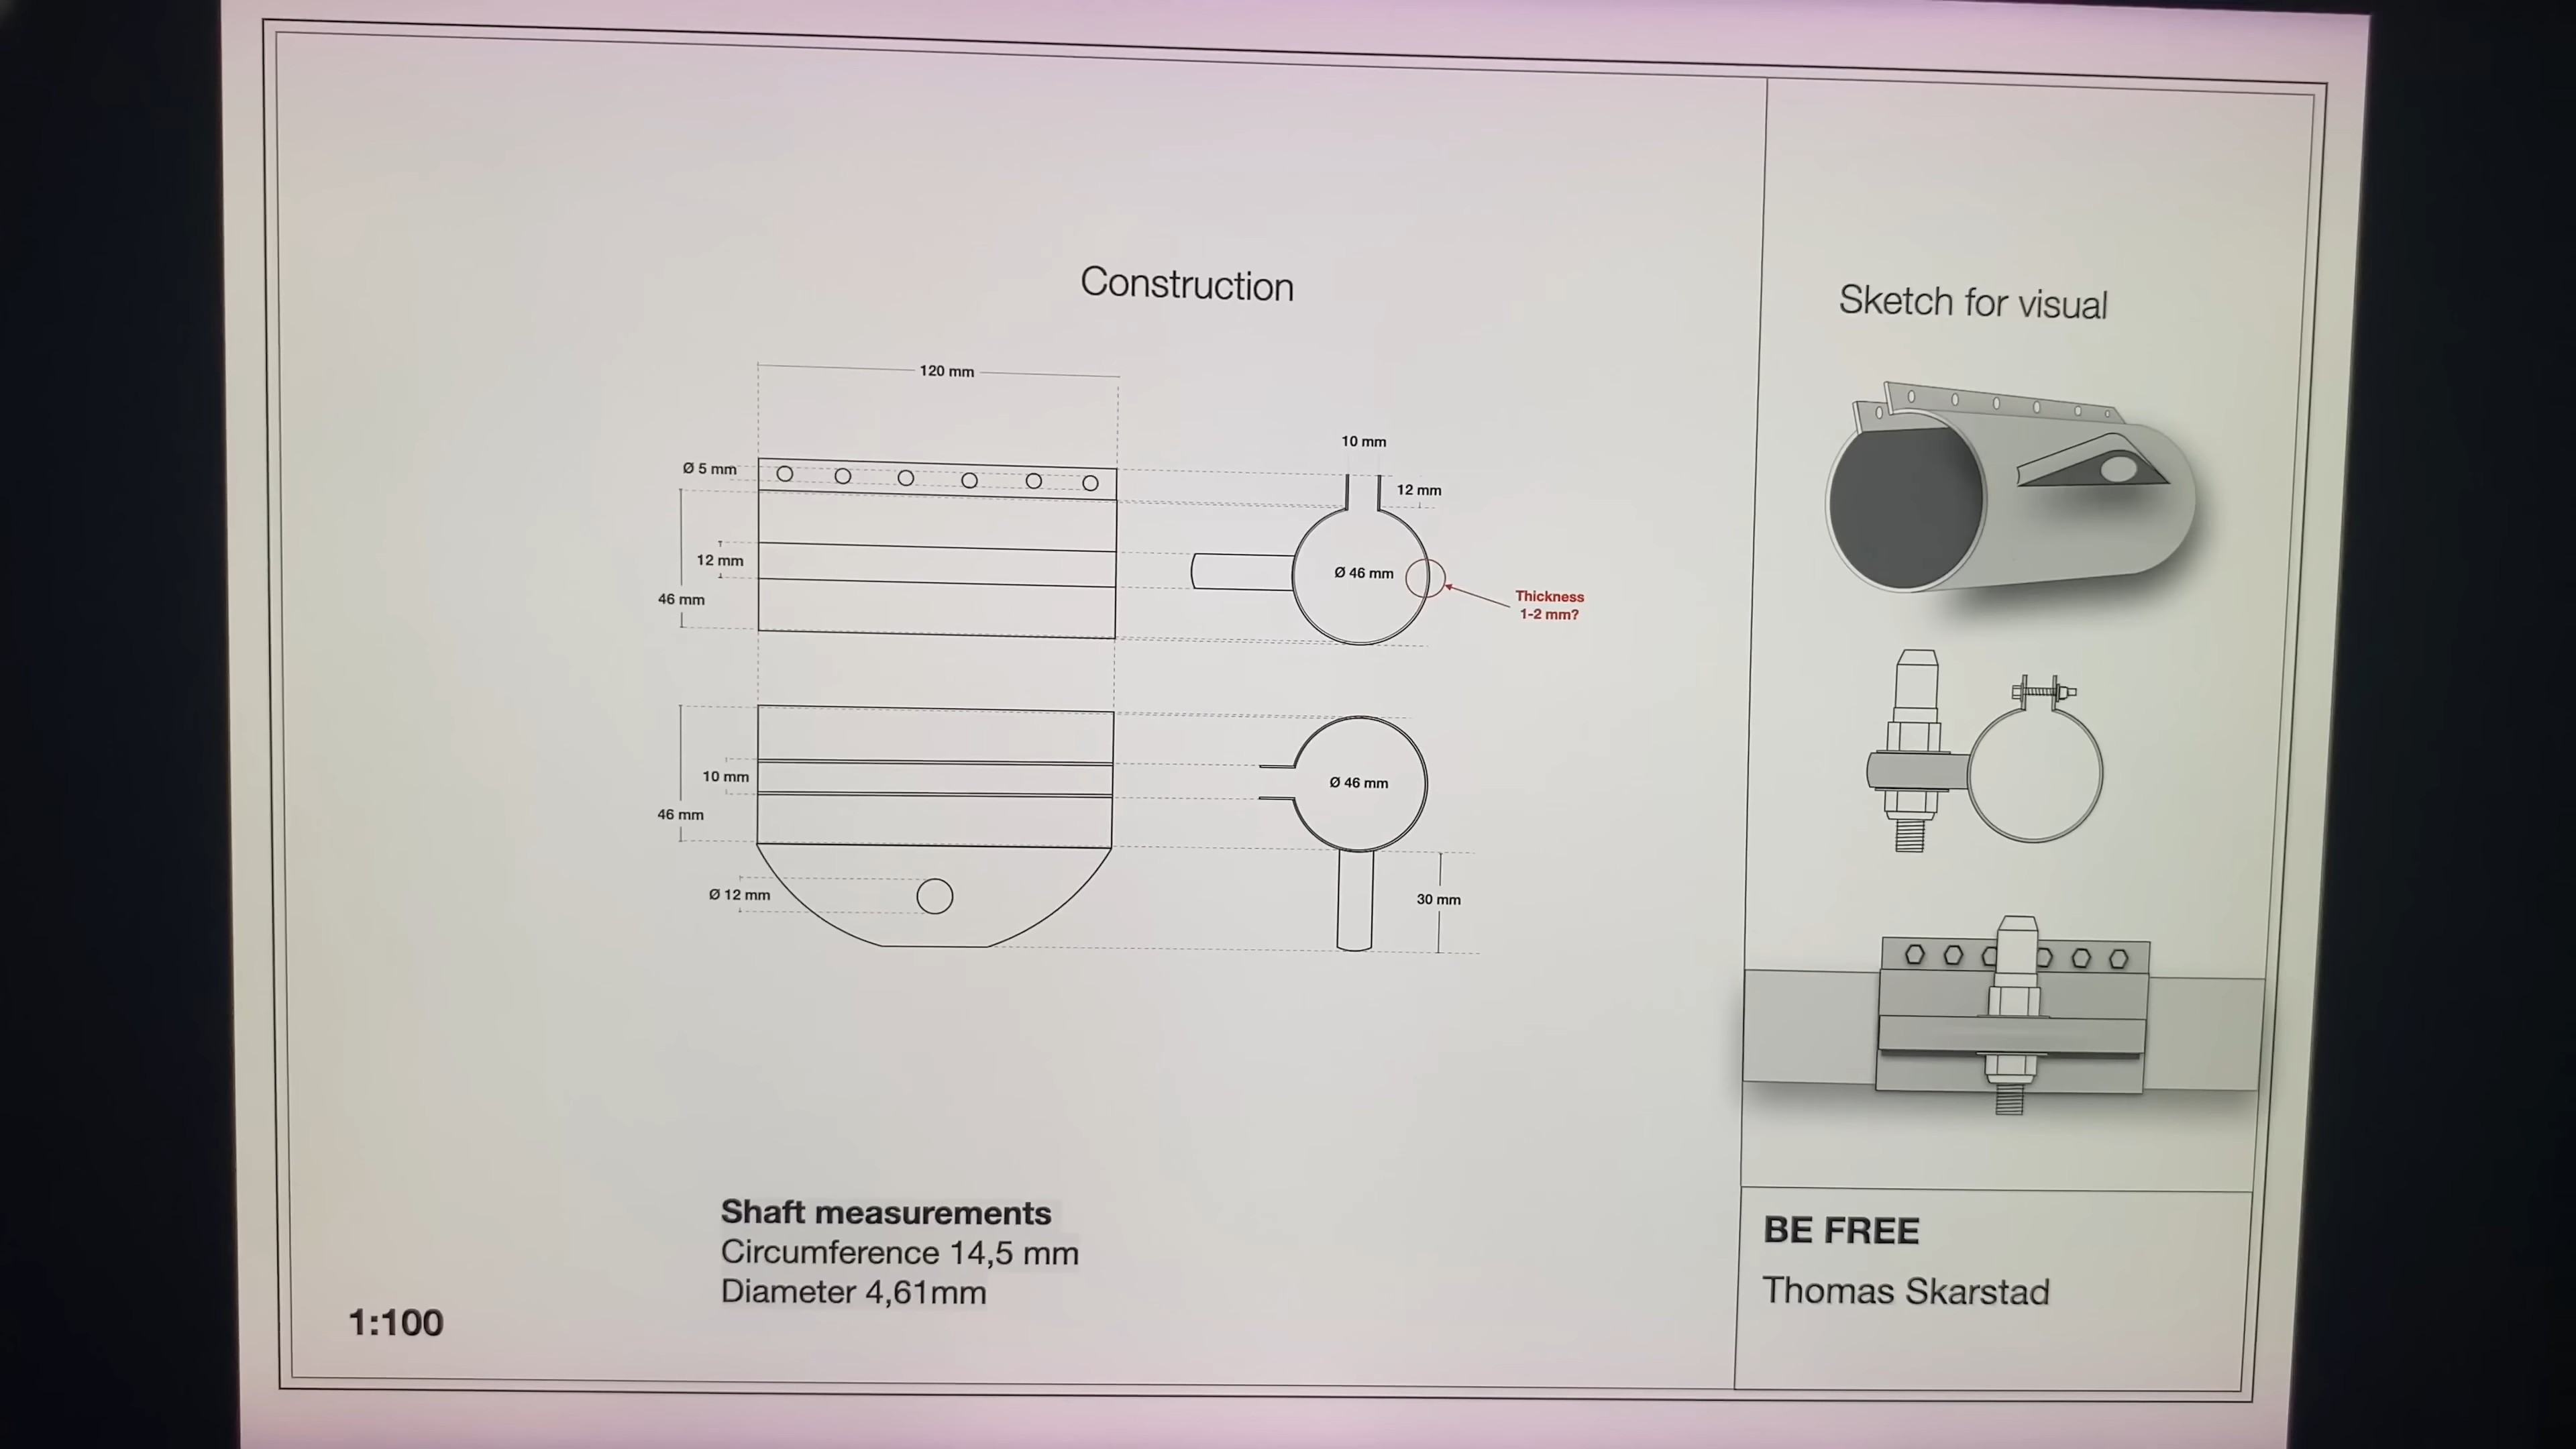 Construction
Sketch for visual
120 mm
Ø 5 mm
12 mm
46 mm
10 mm
12 mm
Ø 46 mm
Thickness
1-2 mm?
10 mm
46 mm
Ø 12 mm
Ø 46 mm
30 mm
Shaft measurements
Circumference 14,5 mm
Diameter 4,61mm
1:100
BE FREE
Thomas Skarstad